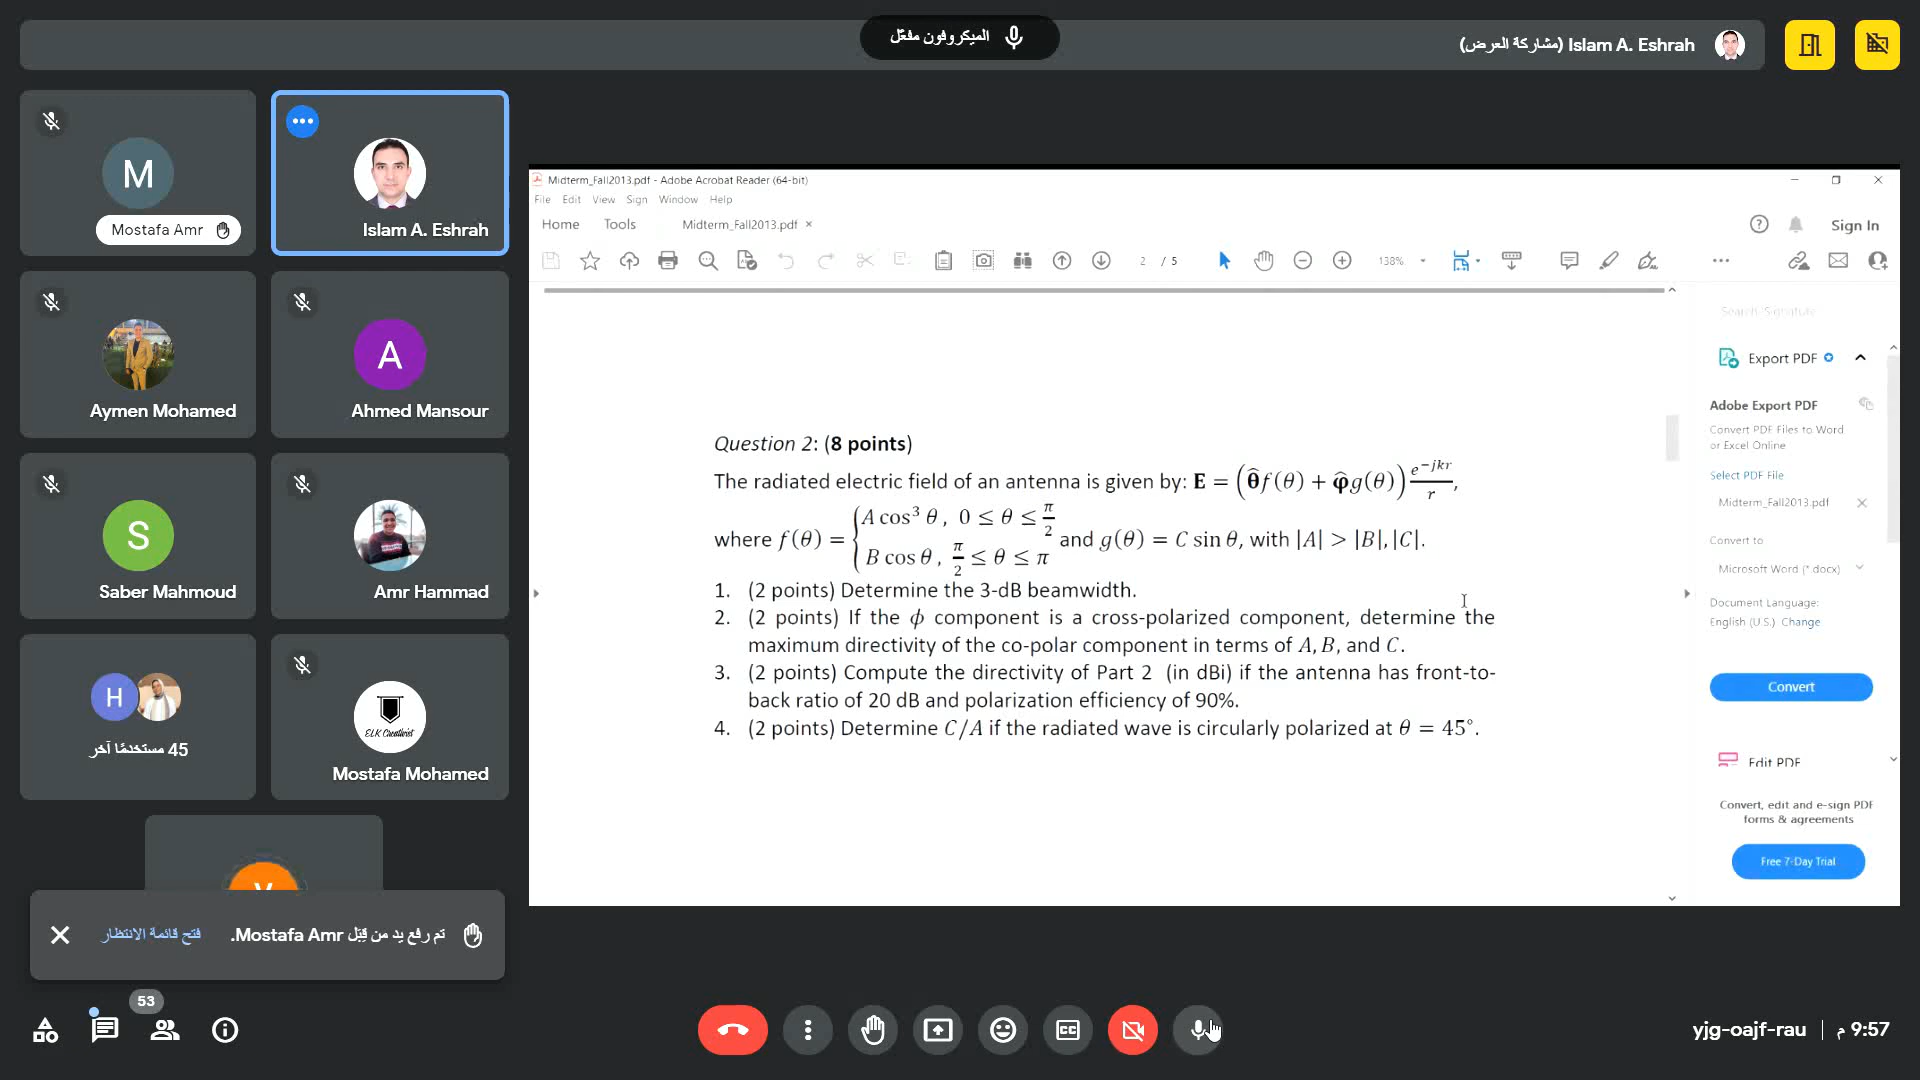 الميكروفون مفعّل
Islam A. Eshrah (مشاركة العرض)
M
Mostafa Amr
Islam A. Eshrah
Aymen Mohamed
A
Ahmed Mansour
S
Saber Mahmoud
Amr Hammad
H
45 مستخدمًا آخر
ELK Creativist
Mostafa Mohamed
تم رفع يد من قِبَل Mostafa Amr.
فتح قائمة الانتظار
53
Midterm_Fall2013.pdf - Adobe Acrobat Reader (64-bit)
File Edit View Sign Window Help
Home Tools Midterm_Fall2013.pdf ×
Sign In
2 / 5
138%
Question 2: (8 points)
The radiated electric field of an antenna is given by: E = (θ̂f(θ) + φ̂g(θ)) e^{-jkr}/r,
where f(θ) = { A cos³ θ , 0 ≤ θ ≤ π/2
B cos θ , π/2 ≤ θ ≤ π and g(θ) = C sin θ, with |A| > |B|, |C|.
1. (2 points) Determine the 3-dB beamwidth.
2. (2 points) If the ϕ component is a cross-polarized component, determine the
maximum directivity of the co-polar component in terms of A, B, and C.
3. (2 points) Compute the directivity of Part 2 (in dBi) if the antenna has front-to-
back ratio of 20 dB and polarization efficiency of 90%.
4. (2 points) Determine C/A if the radiated wave is circularly polarized at θ = 45°.
Search 'Signature'
Export PDF
Adobe Export PDF
Convert PDF Files to Word
or Excel Online
Select PDF File
Midterm_Fall2013.pdf
Convert to
Microsoft Word (*.docx)
Document Language:
English (U.S.) Change
Convert
Edit PDF
Convert, edit and e-sign PDF
forms & agreements
Free 7-Day Trial
CC
yjg-oajf-rau | 9:57 م